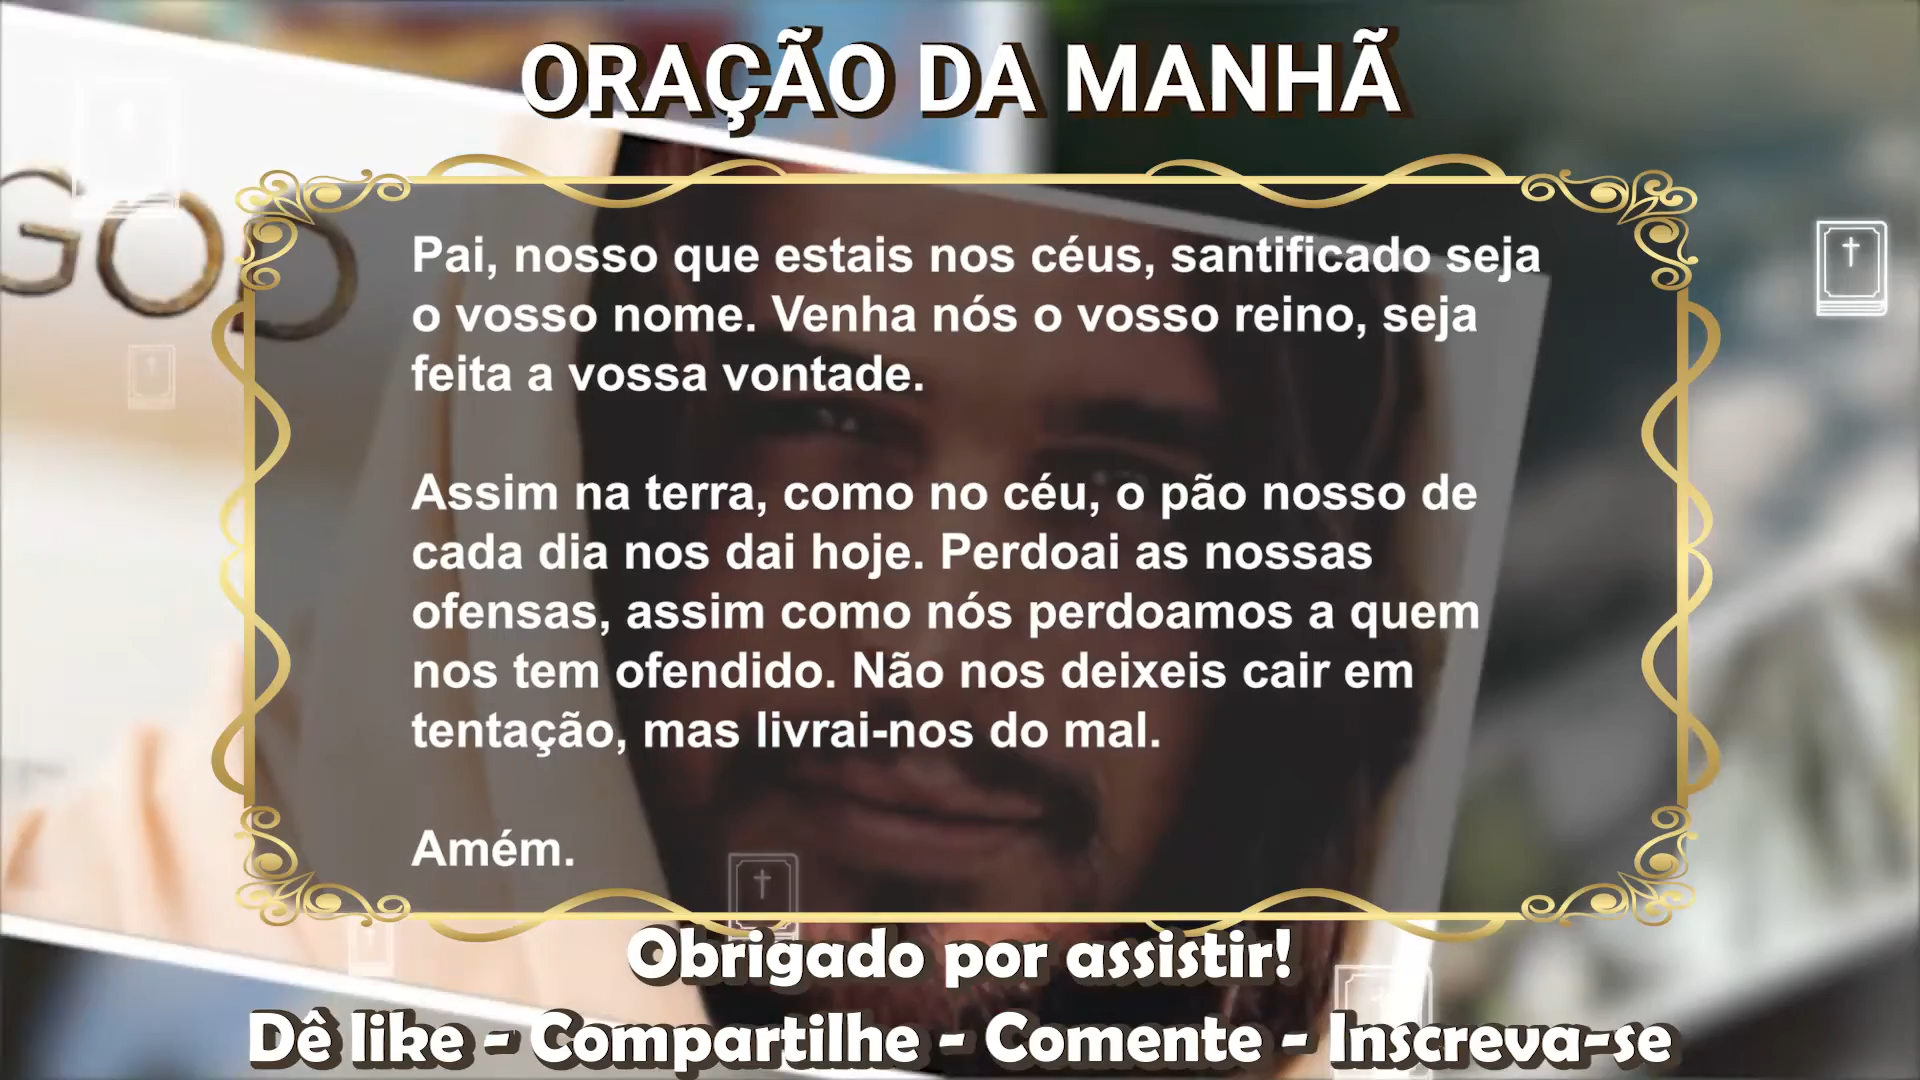 ORAÇÃO DA MANHÃ
GOD
Pai, nosso que estais nos céus, santificado seja
o vosso nome. Venha nós o vosso reino, seja
feita a vossa vontade.
Assim na terra, como no céu, o pão nosso de
cada dia nos dai hoje. Perdoai as nossas
ofensas, assim como nós perdoamos a quem
nos tem ofendido. Não nos deixeis cair em
tentação, mas livrai-nos do mal.
Amém.
Obrigado por assistir!
Dê like - Compartilhe - Comente - Inscreva-se